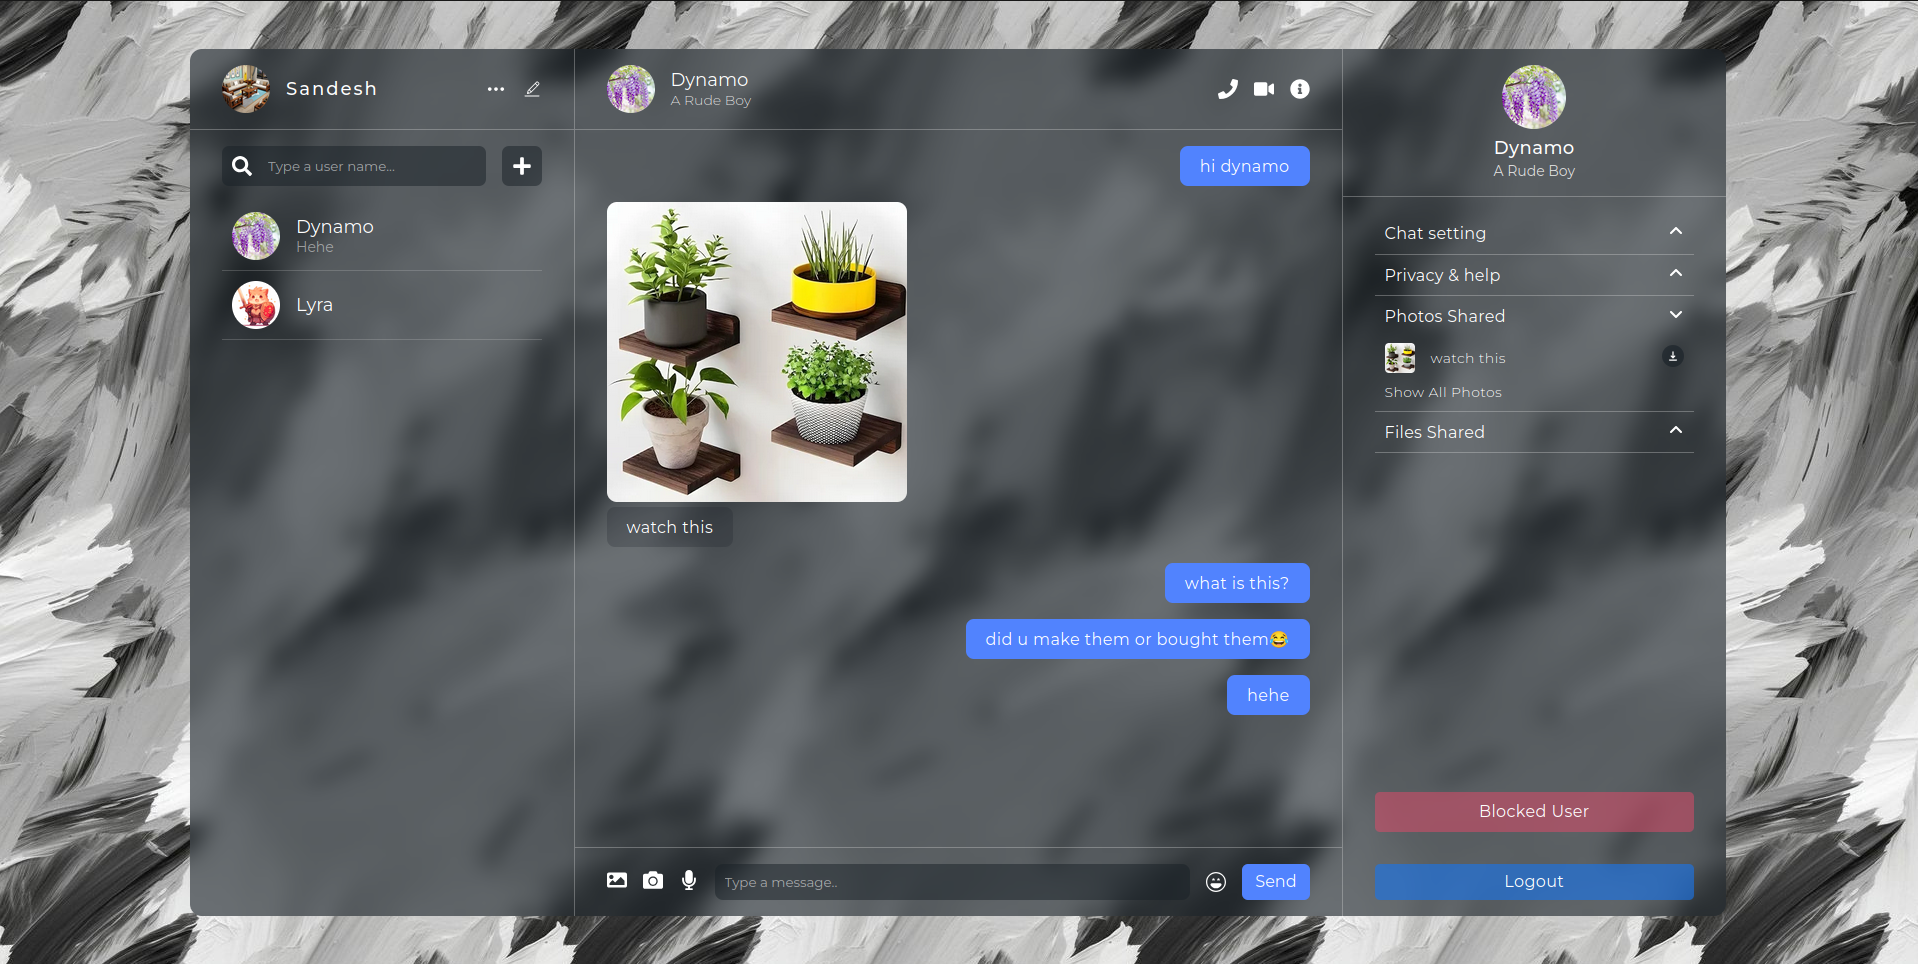 Sandesh
Type a user name...
Dynamo
Hehe
Lyra
Dynamo
A Rude Boy
hi dynamo
watch this
what is this?
did u make them or bought them😂
hehe
Type a message..
Send
Dynamo
A Rude Boy
Chat setting
Privacy & help
Photos Shared
watch this
Show All Photos
Files Shared
Blocked User
Logout